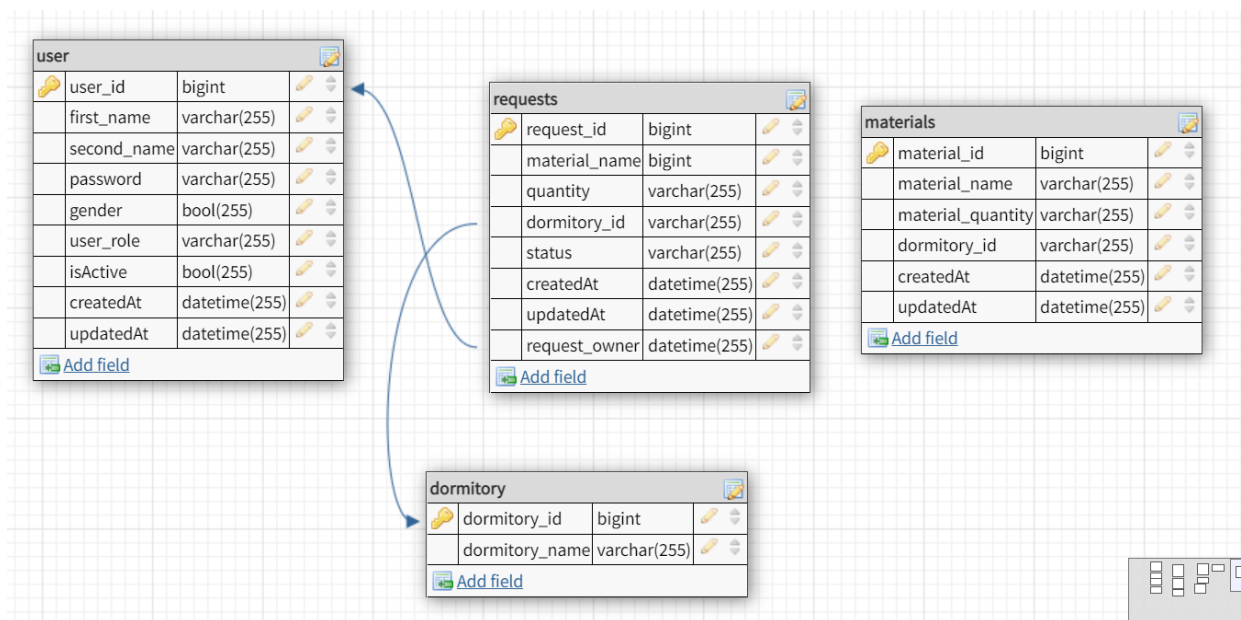 user
user_id bigint
first_name varchar(255)
second_name varchar(255)
password varchar(255)
gender bool(255)
user_role varchar(255)
isActive bool(255)
createdAt datetime(255)
updatedAt datetime(255)
Add field
requests
request_id bigint
material_name bigint
quantity varchar(255)
dormitory_id varchar(255)
status varchar(255)
createdAt datetime(255)
updatedAt datetime(255)
request_owner datetime(255)
Add field
materials
material_id bigint
material_name varchar(255)
material_quantity varchar(255)
dormitory_id varchar(255)
createdAt datetime(255)
updatedAt datetime(255)
Add field
dormitory
dormitory_id bigint
dormitory_name varchar(255)
Add field